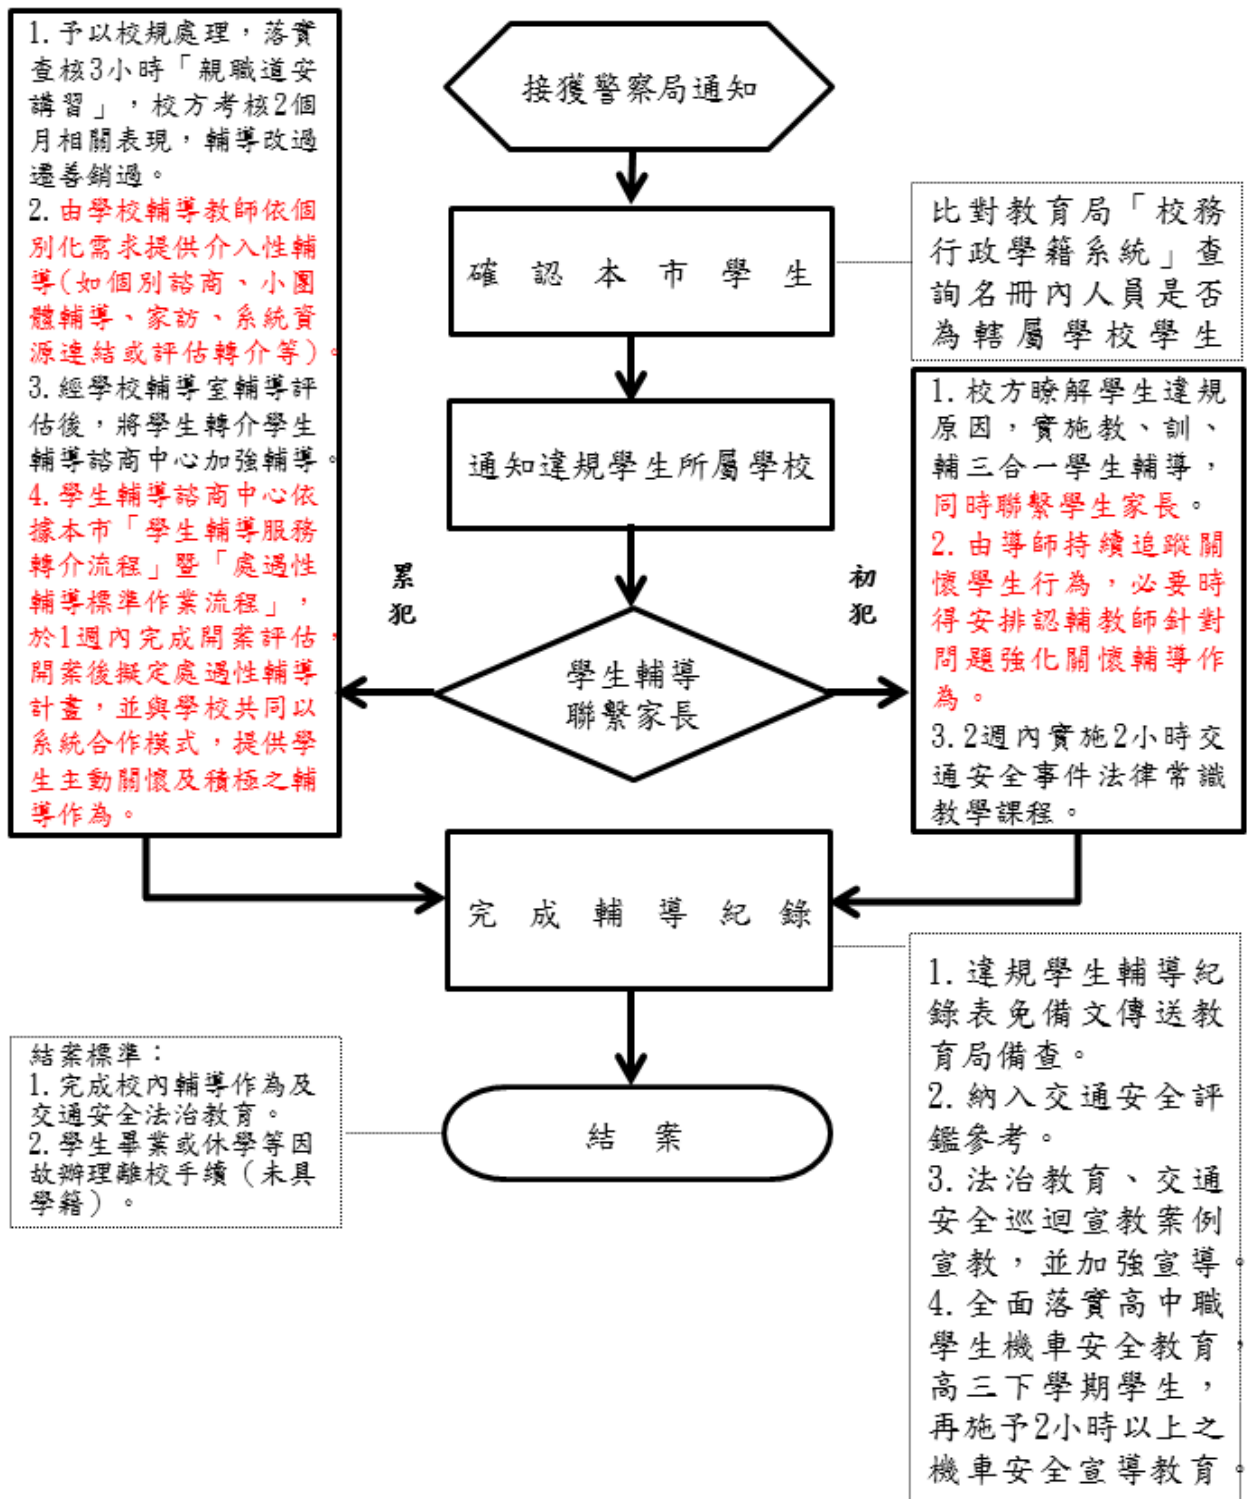 接獲警察局通知
確認本市學生
比對教育局「校務
行政學籍系統」查
詢名冊內人員是否
為轄屬學校學生
通知違規學生所屬學校
學生輔導
聯繫家長
累
犯
初
犯
1.予以校規處理，落實
查核3小時「親職道安
講習」，校方考核2個
月相關表現，輔導改過
遷善銷過。
2.由學校輔導教師依個
別化需求提供介入性輔
導(如個別諮商、小團
體輔導、家訪、系統資
源連結或評估轉介等)。
3.經學校輔導室輔導評
估後，將學生轉介學生
輔導諮商中心加強輔導。
4.學生輔導諮商中心依
據本市「學生輔導服務
轉介流程」暨「處遇性
輔導標準作業流程」，
於1週內完成開案評估，
開案後擬定處遇性輔導
計畫，並與學校共同以
系統合作模式，提供學
生主動關懷及積極之輔
導作為。
1.校方瞭解學生違規
原因，實施教、訓、
輔三合一學生輔導，
同時聯繫學生家長。
2.由導師持續追蹤關
懷學生行為，必要時
得安排認輔教師針對
問題強化關懷輔導作
為。
3.2週內實施2小時交
通安全事件法律常識
教學課程。
完成輔導紀錄
1.違規學生輔導紀
錄表免備文傳送教
育局備查。
2.納入交通安全評
鑑參考。
3.法治教育、交通
安全巡迴宣教案例
宣教，並加強宣導。
4.全面落實高中職
學生機車安全教育，
高三下學期學生，
再施予2小時以上之
機車安全宣導教育。
結案
結案標準：
1.完成校內輔導作為及
交通安全法治教育。
2.學生畢業或休學等因
故辦理離校手續（未具
學籍）。